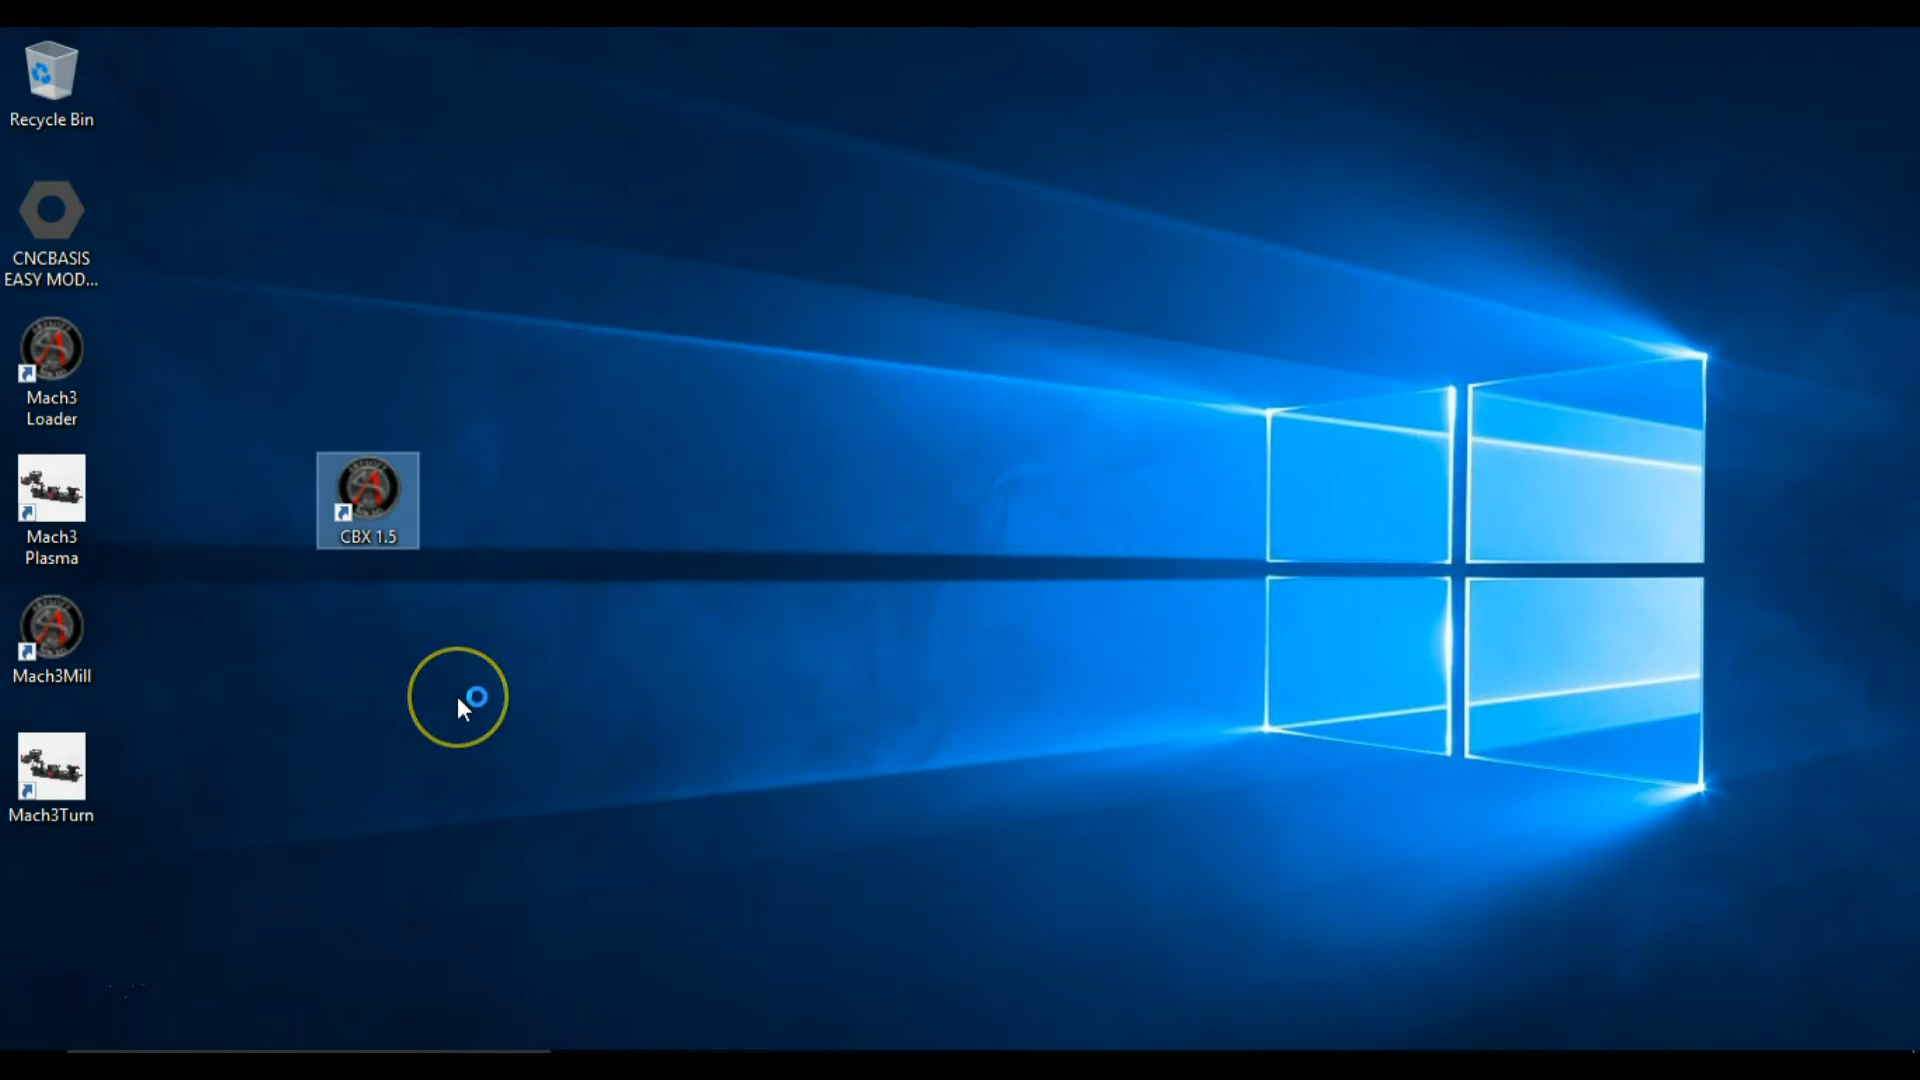 Recycle Bin
CNCBASIS
EASY MOD...
Mach3
Loader
Mach3
Plasma
CBX 1.5
Mach3Mill
Mach3Turn